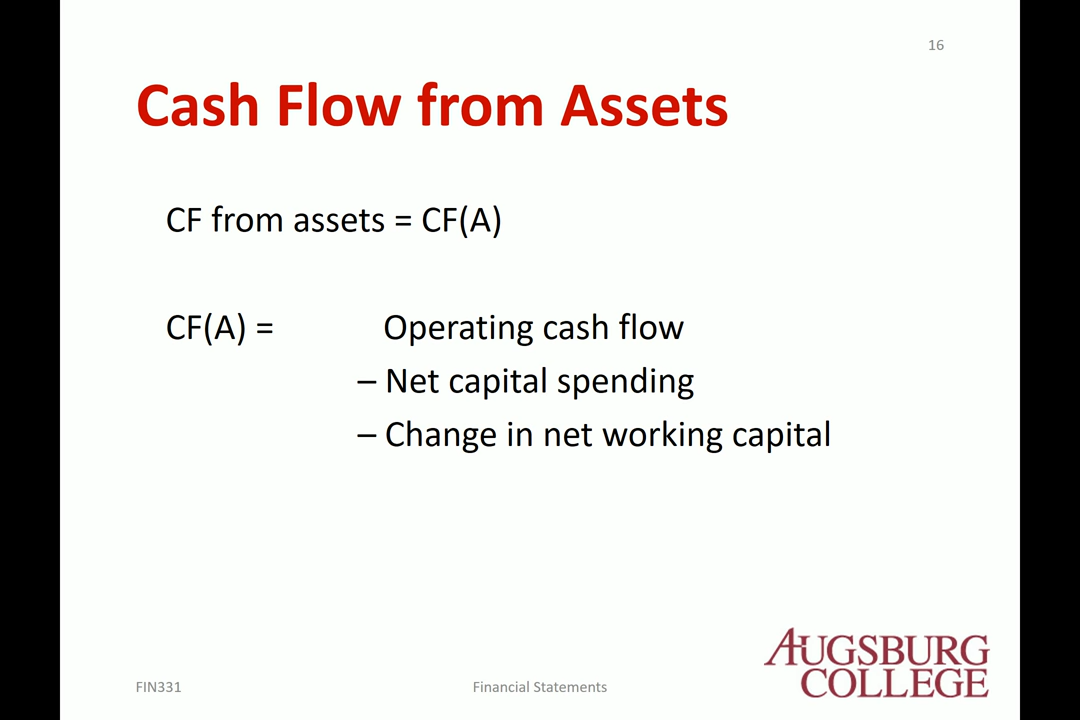 16
Cash Flow from Assets
CF from assets = CF(A)
CF(A) = Operating cash flow
– Net capital spending
– Change in net working capital
FIN331
Financial Statements
AUGSBURG
COLLEGE